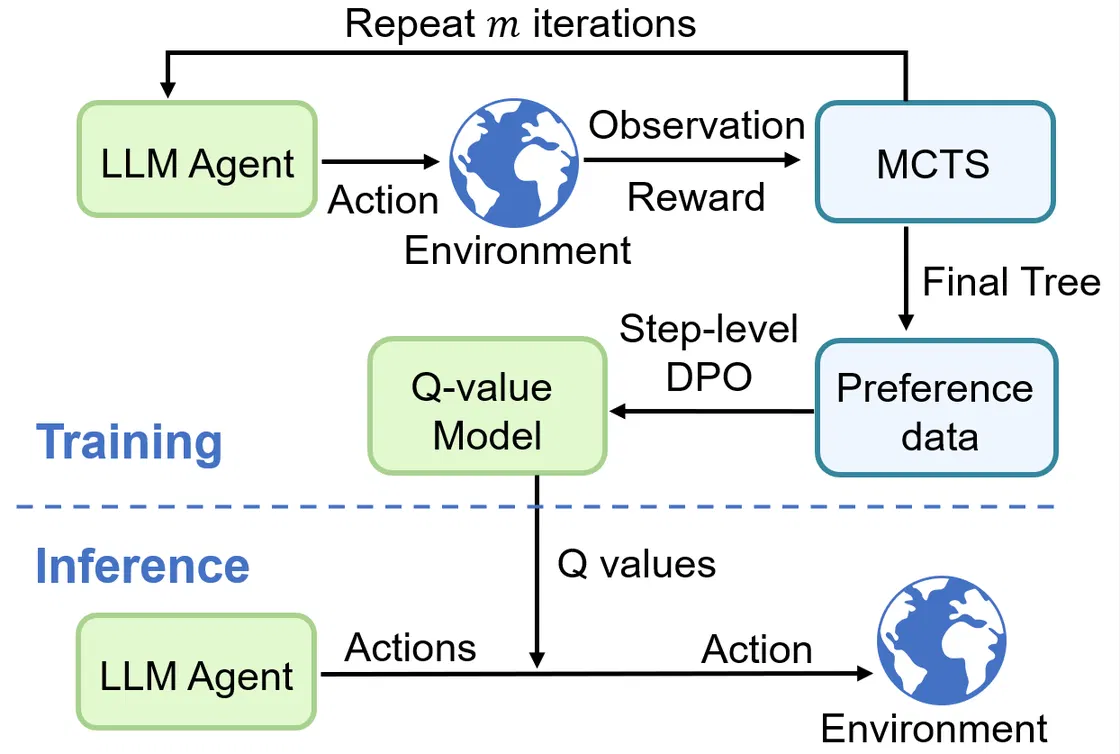 Repeat m iterations
LLM Agent
Action
Environment
Observation
Reward
MCTS
Final Tree
Step-level
DPO
Preference
data
Q-value
Model
Training
Inference
Q values
LLM Agent
Actions
Action
Environment